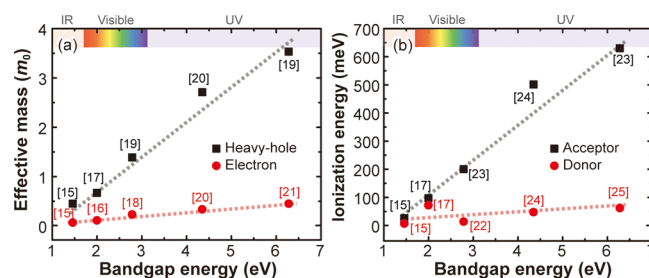 IR Visible UV
(a)
Effective mass (m0)
4
3
2
1
0
[19]
[20]
[19]
[17]
[15]
[15]
[16]
[18]
[20]
[21]
Heavy-hole
Electron
1 2 3 4 5 6 7
Bandgap energy (eV)
IR Visible UV
(b)
Ionization energy (meV)
700
600
500
400
300
200
100
0
[23]
[24]
[23]
[17]
[15]
[17]
[15]
[22]
[24]
[25]
Acceptor
Donor
1 2 3 4 5 6 7
Bandgap energy (eV)